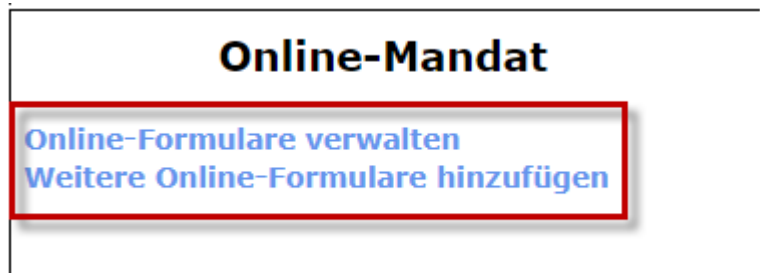 Online-Mandat
Online-Formulare verwalten
Weitere Online-Formulare hinzufügen